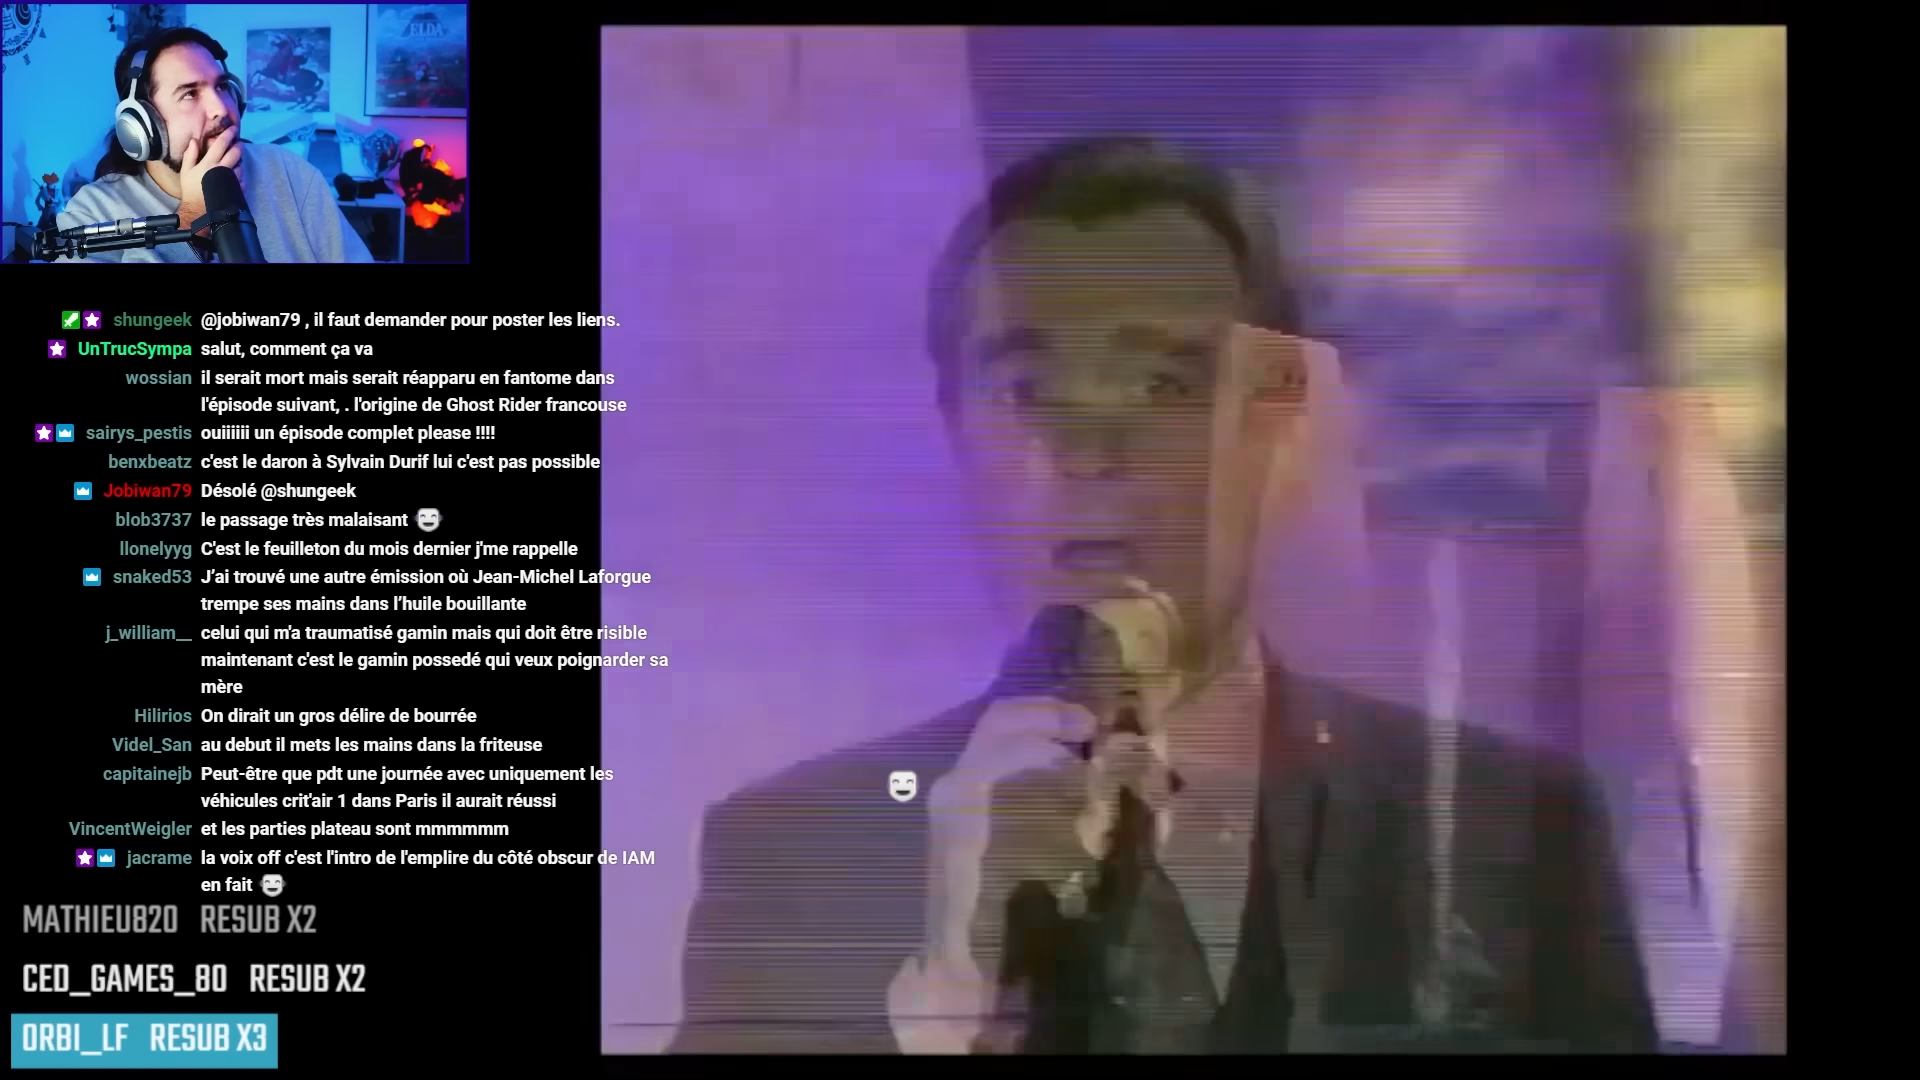 ELDA
shungeek @jobiwan79 , il faut demander pour poster les liens.
UnTrucSympa salut, comment ça va
wossian il serait mort mais serait réapparu en fantome dans
l'épisode suivant, . l'origine de Ghost Rider francouse
sairys_pestis ouiiiiii un épisode complet please !!!!
benxbeatz c'est le daron à Sylvain Durif lui c'est pas possible
Jobiwan79 Désolé @shungeek
blob3737 le passage très malaisant
llonelyyg C'est le feuilleton du mois dernier j'me rappelle
snaked53 J’ai trouvé une autre émission où Jean-Michel Laforgue
trempe ses mains dans l’huile bouillante
j_william__ celui qui m'a traumatisé gamin mais qui doit être risible
maintenant c'est le gamin possedé qui veux poignarder sa
mère
Hilirios On dirait un gros délire de bourrée
Videl_San au debut il mets les mains dans la friteuse
capitainejb Peut-être que pdt une journée avec uniquement les
véhicules crit'air 1 dans Paris il aurait réussi
VincentWeigler et les parties plateau sont mmmmmm
jacrame la voix off c'est l'intro de l'emplire du côté obscur de IAM
en fait
MATHIEU820 RESUB X2
CED_GAMES_80 RESUB X2
ORBI_LF RESUB X3